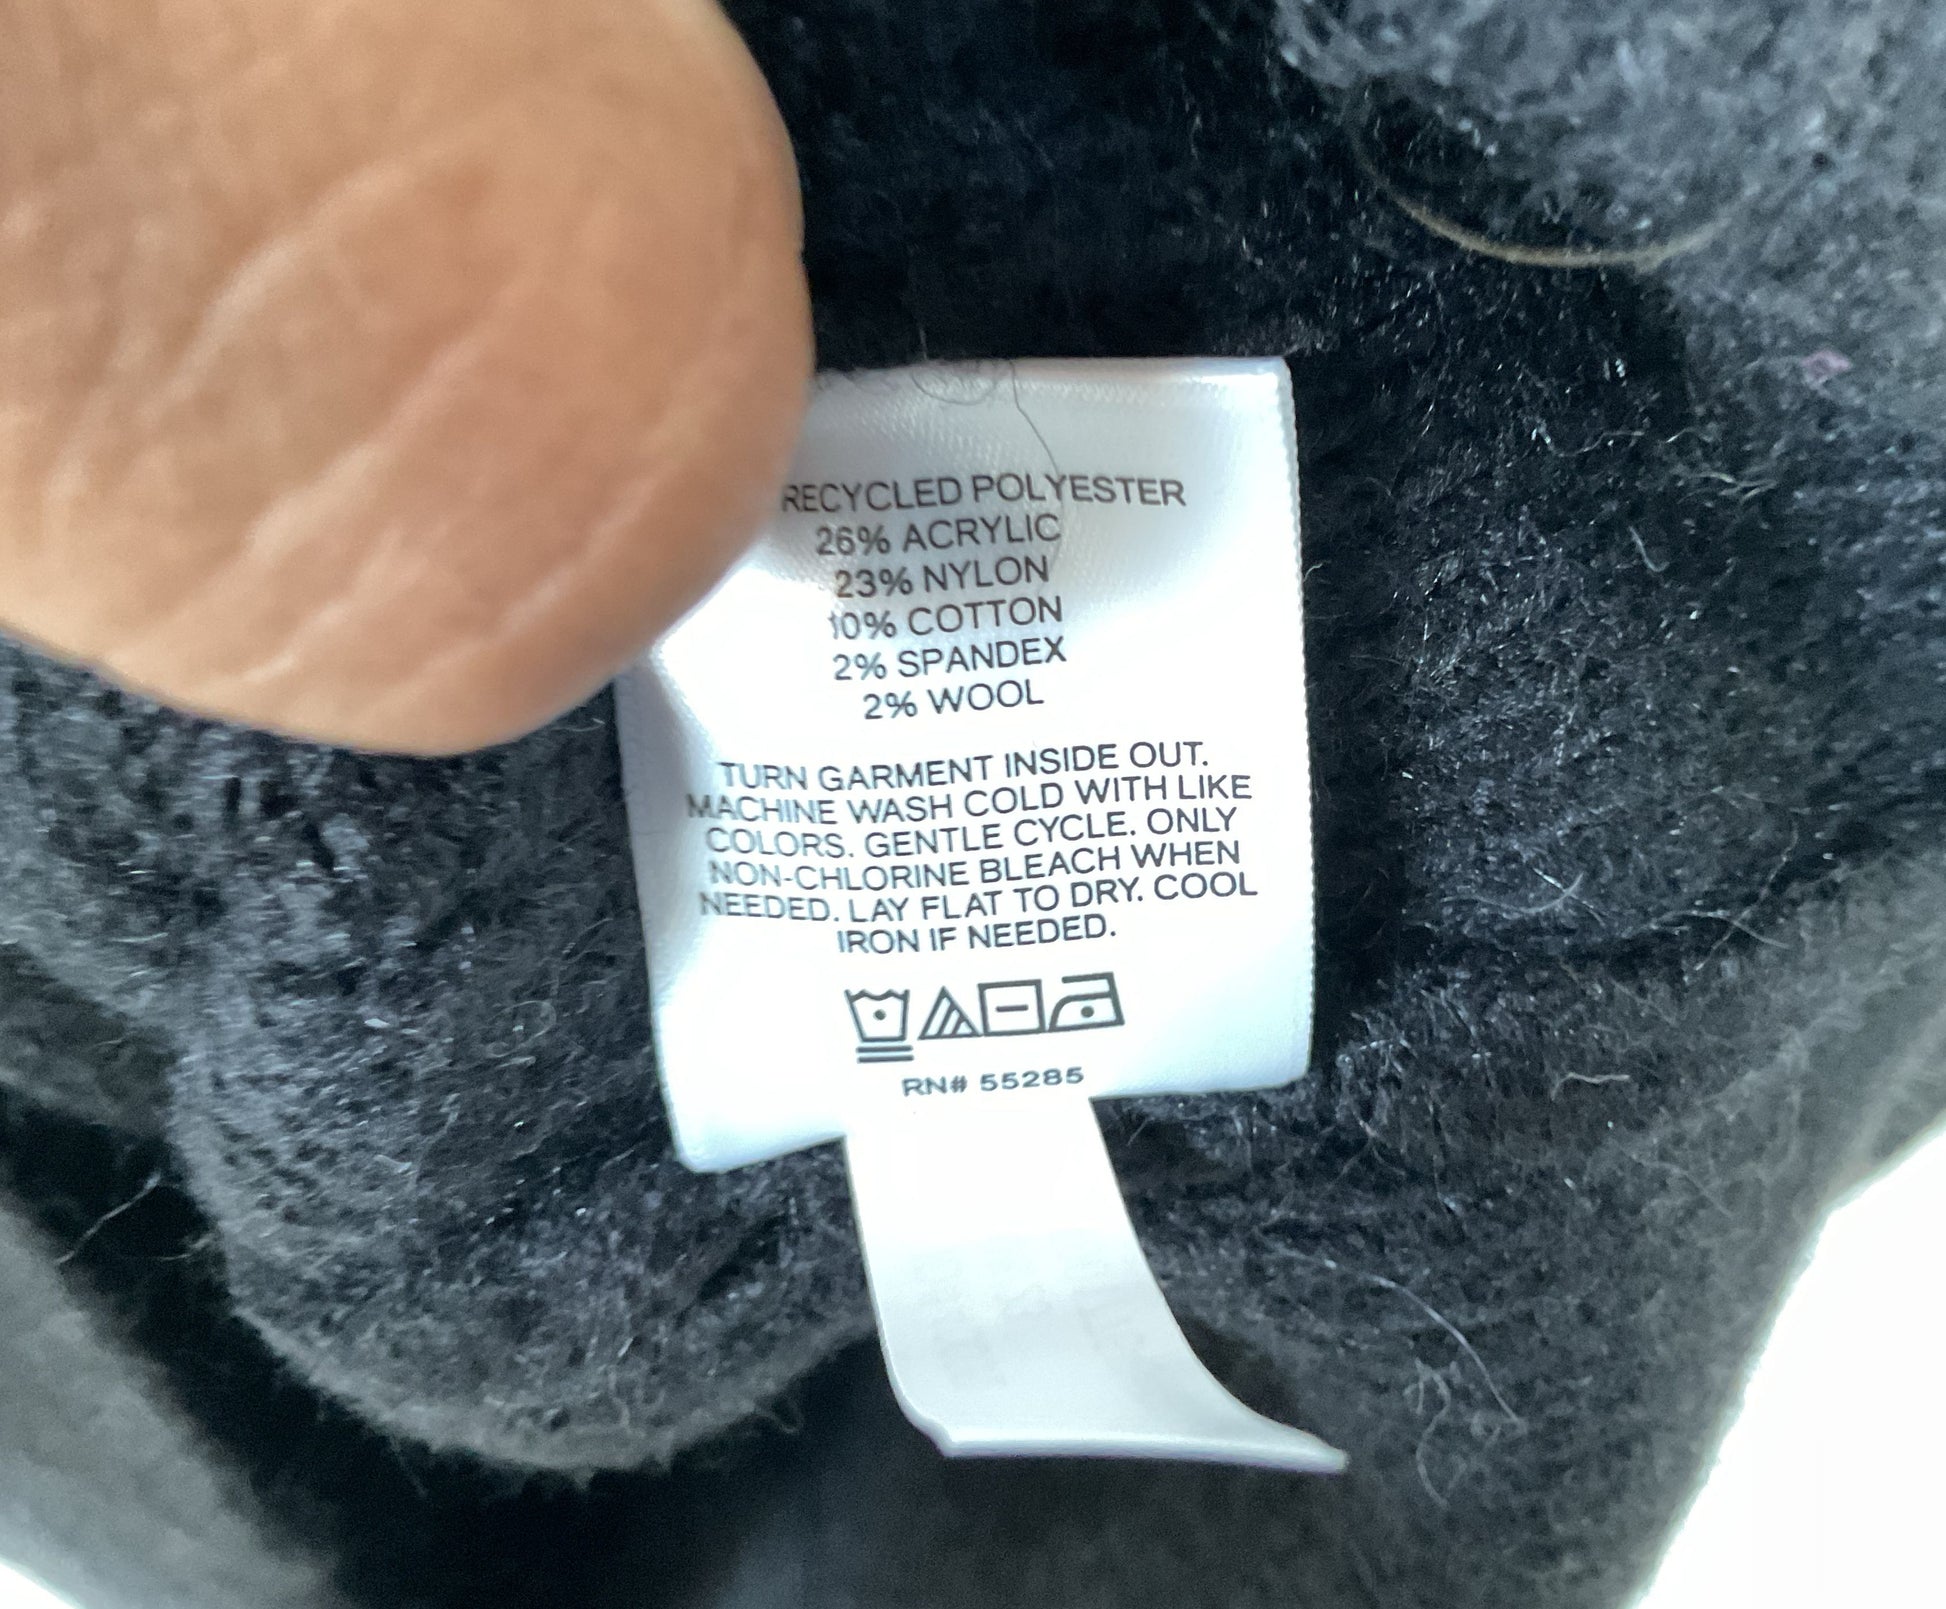 RECYCLED POLYESTER
26% ACRYLIC
23% NYLON
10% COTTON
2% SPANDEX
2% WOOL
TURN GARMENT INSIDE OUT.
MACHINE WASH COLD WITH LIKE
COLORS. GENTLE CYCLE. ONLY
NON-CHLORINE BLEACH WHEN
NEEDED. LAY FLAT TO DRY. COOL
IRON IF NEEDED.
RN# 55285